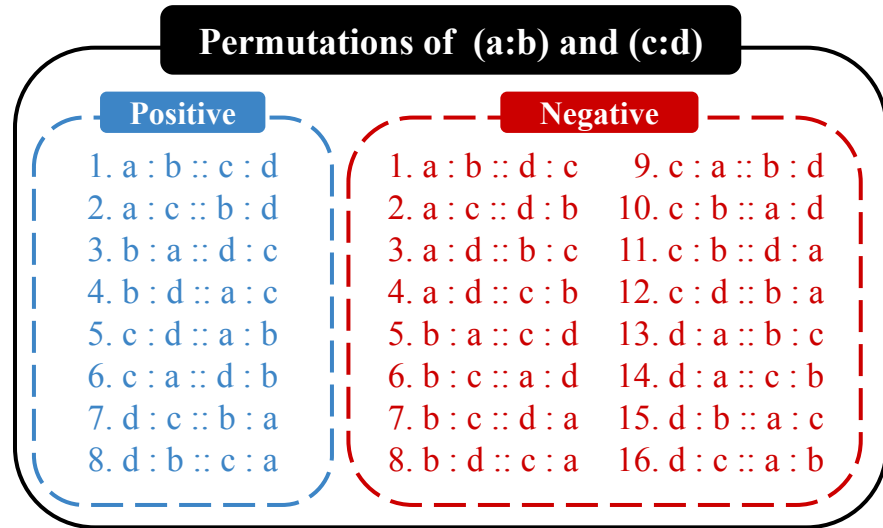 Permutations of (a:b) and (c:d)
Positive
1. a : b :: c : d
2. a : c :: b : d
3. b : a :: d : c
4. b : d :: a : c
5. c : d :: a : b
6. c : a :: d : b
7. d : c :: b : a
8. d : b :: c : a
Negative
1. a : b :: d : c
2. a : c :: d : b
3. a : d :: b : c
4. a : d :: c : b
5. b : a :: c : d
6. b : c :: a : d
7. b : c :: d : a
8. b : d :: c : a
9. c : a :: b : d
10. c : b :: a : d
11. c : b :: d : a
12. c : d :: b : a
13. d : a :: b : c
14. d : a :: c : b
15. d : b :: a : c
16. d : c :: a : b